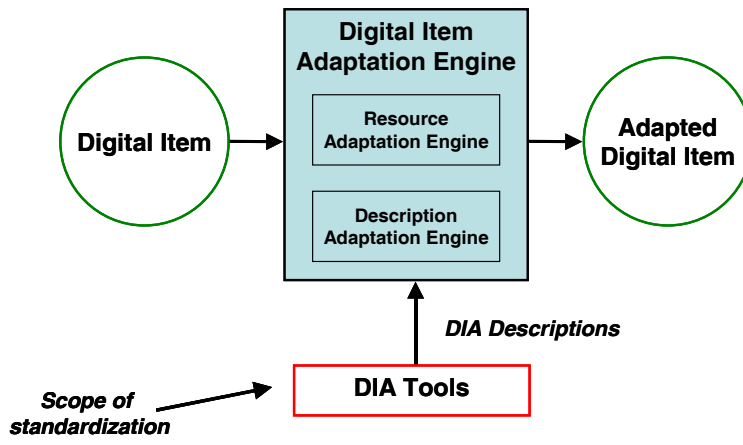 Digital Item
Adaptation Engine
Resource
Adaptation Engine
Digital Item
Adapted
Digital Item
Description
Adaptation Engine
DIA Descriptions
DIA Tools
Scope of
standardization